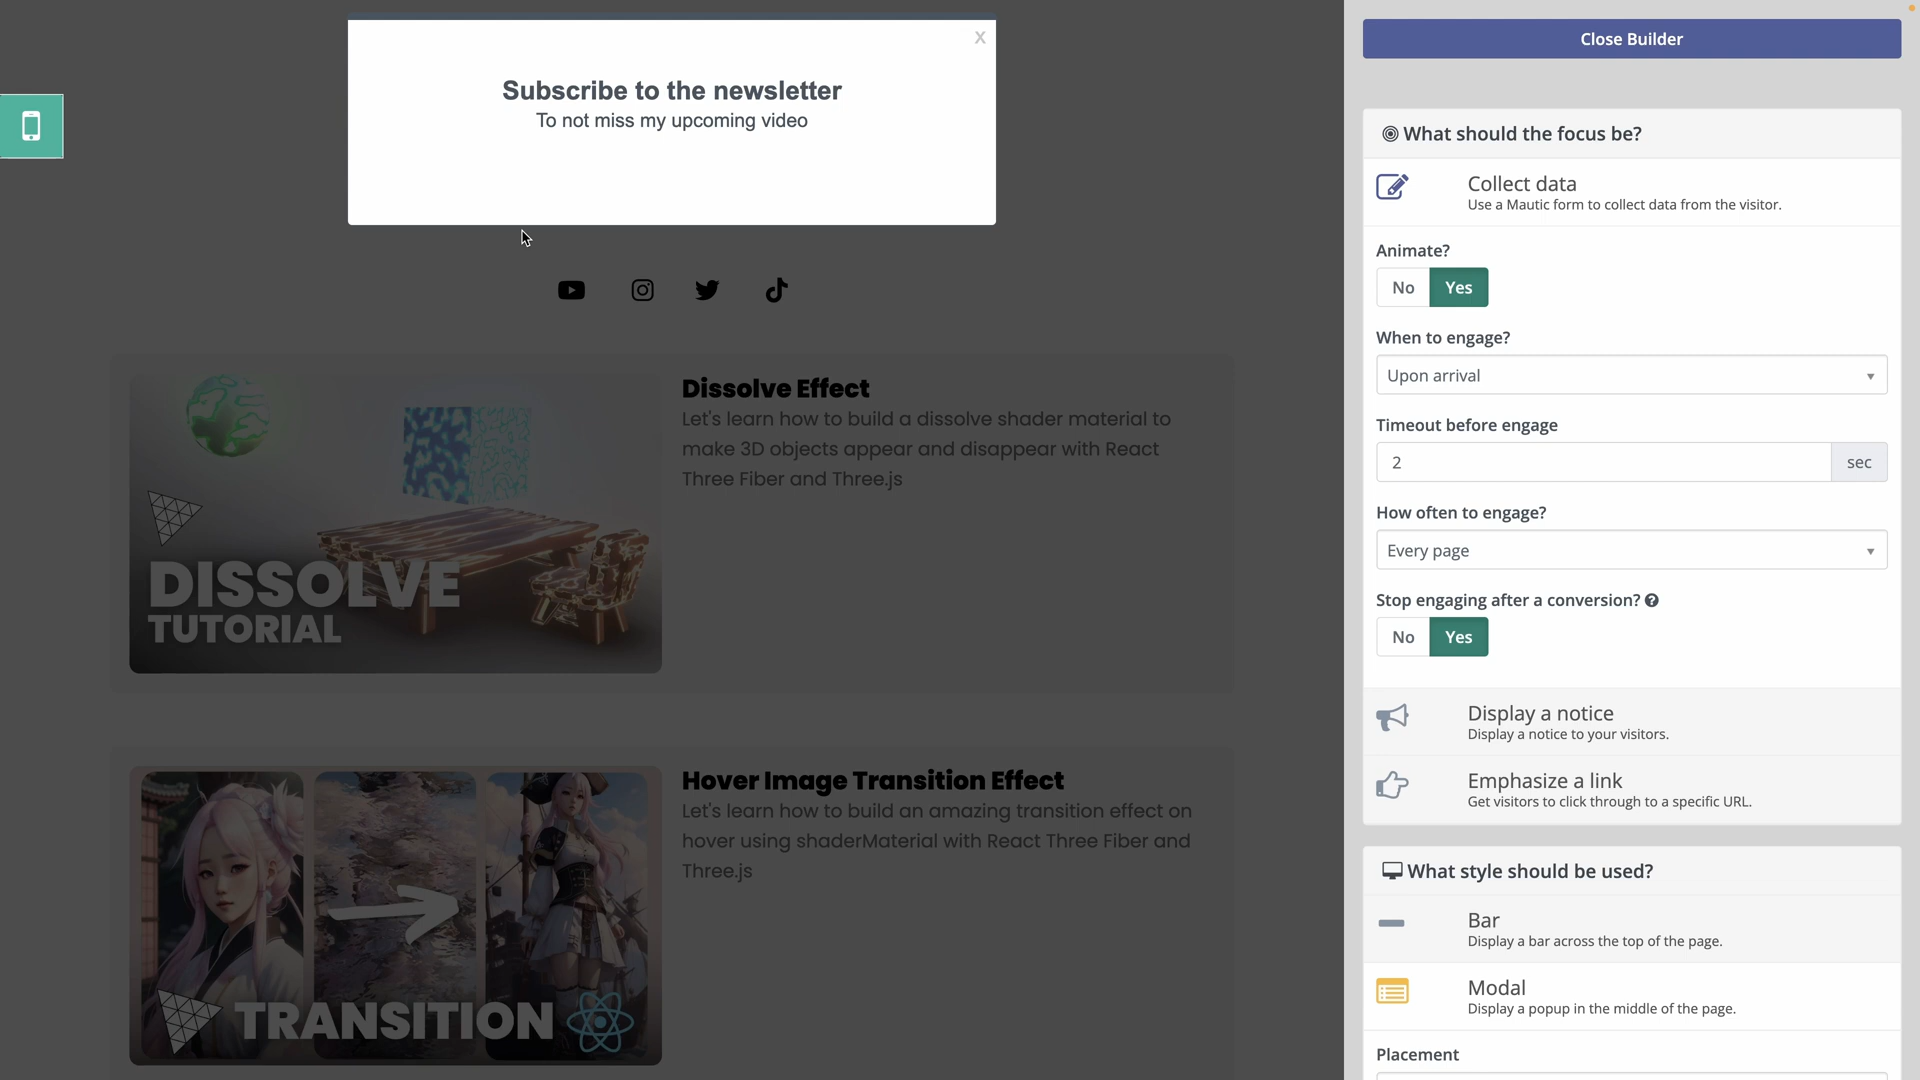 X
Subscribe to the newsletter
To not miss my upcoming video
Dissolve Effect
Let's learn how to build a dissolve shader material to
make 3D objects appear and disappear with React
Three Fiber and Three.js
DISSOLVE
TUTORIAL
Hover Image Transition Effect
Let's learn how to build an amazing transition effect on
hover using shaderMaterial with React Three Fiber and
Three.js
TRANSITION
Close Builder
What should the focus be?
Collect data
Use a Mautic form to collect data from the visitor.
Animate?
No Yes
When to engage?
Upon arrival
Timeout before engage
2 sec
How often to engage?
Every page
Stop engaging after a conversion?
No Yes
Display a notice
Display a notice to your visitors.
Emphasize a link
Get visitors to click through to a specific URL.
What style should be used?
Bar
Display a bar across the top of the page.
Modal
Display a popup in the middle of the page.
Placement